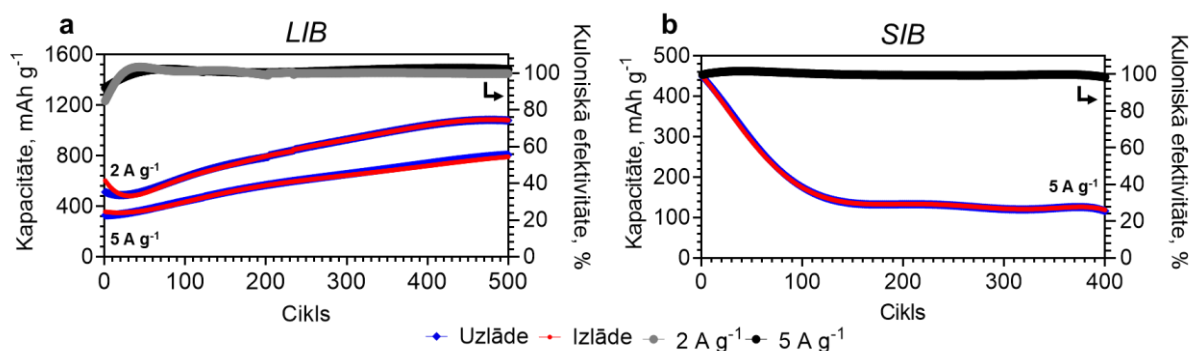 a
LIB
Kapacitāte, mAh g⁻¹
1600
1200
800
400
0
2 A g⁻¹
5 A g⁻¹
0 100 200 300 400 500
Cikls
100
80
60
40
20
0
Kuloniskā efektivitāte, %
b
SIB
Kapacitāte, mAh g⁻¹
500
400
300
200
100
0
5 A g⁻¹
0 100 200 300 400
Cikls
100
80
60
40
20
0
Kuloniskā efektivitāte, %
Uzlāde Izlāde 2 A g⁻¹ 5 A g⁻¹